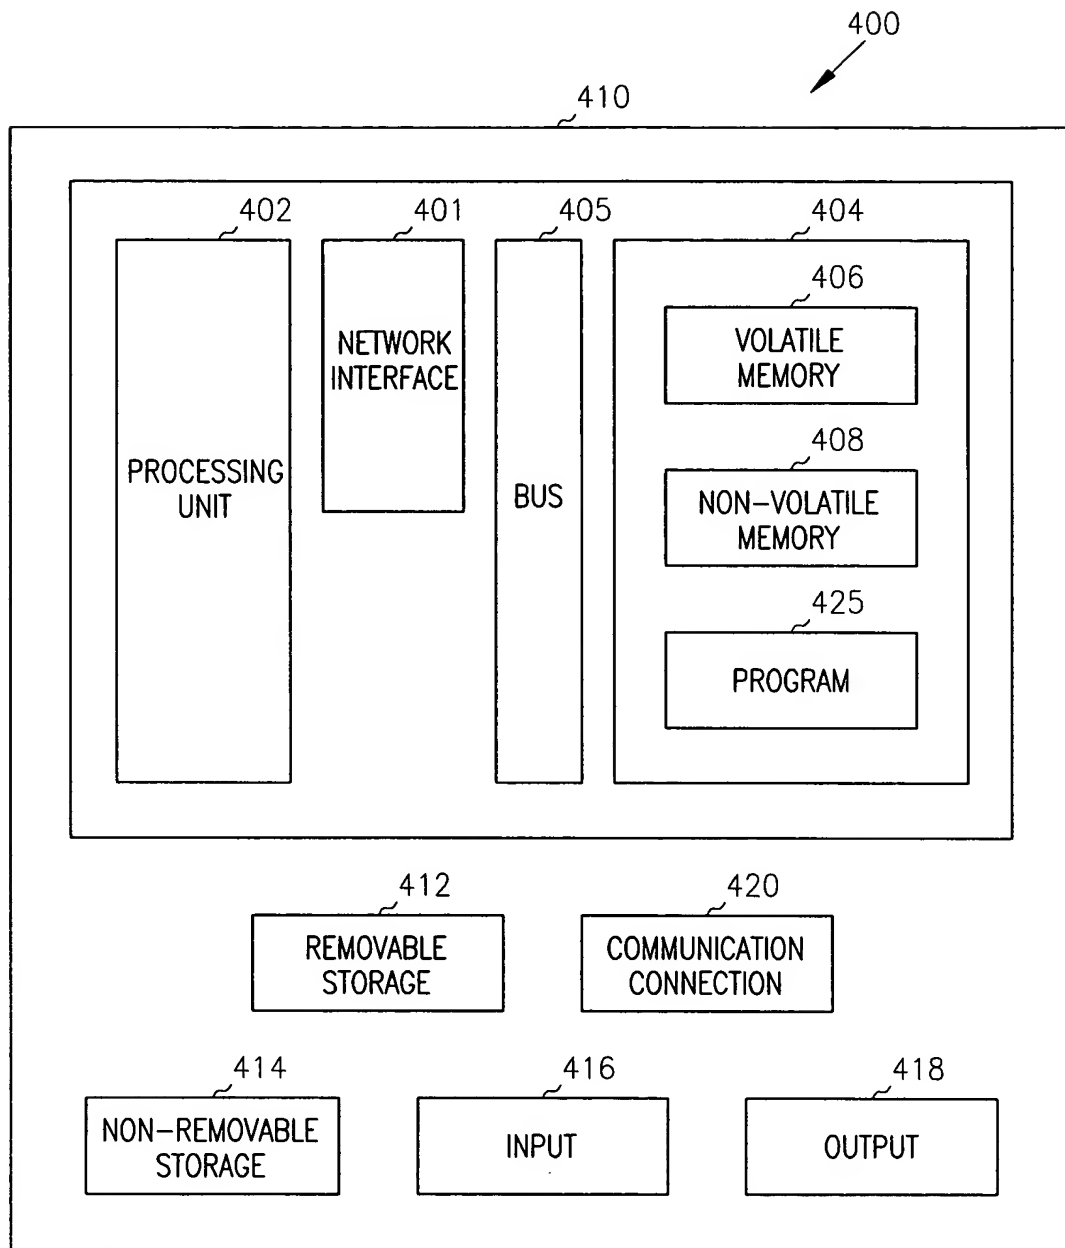 400
410
402
401
405
404
406
VOLATILE
MEMORY
NETWORK
INTERFACE
408
PROCESSING
UNIT
BUS
NON-VOLATILE
MEMORY
425
PROGRAM
412
420
REMOVABLE
STORAGE
COMMUNICATION
CONNECTION
414
416
418
NON-REMOVABLE
STORAGE
INPUT
OUTPUT